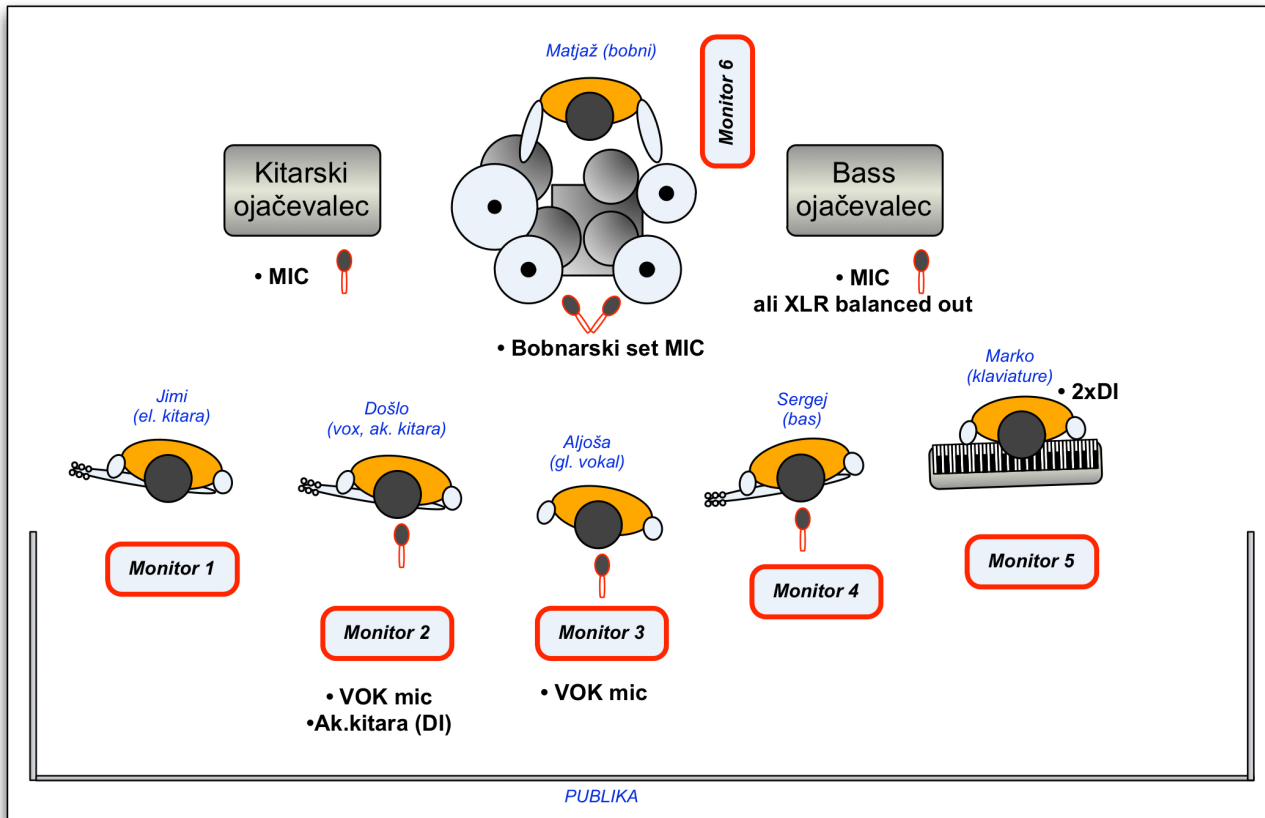 Matjaž (bobni)
Monitor 6
Kitarski
ojačevalec
• MIC
Bass
ojačevalec
• MIC
ali XLR balanced out
• Bobnarski set MIC
Jimi
(el. kitara)
Došlo
(vox, ak. kitara)
Aljoša
(gl. vokal)
Sergej
(bas)
Marko
(klaviature)
• 2xDI
Monitor 1
Monitor 2
Monitor 3
Monitor 4
Monitor 5
• VOK mic
•Ak.kitara (DI)
• VOK mic
PUBLIKA